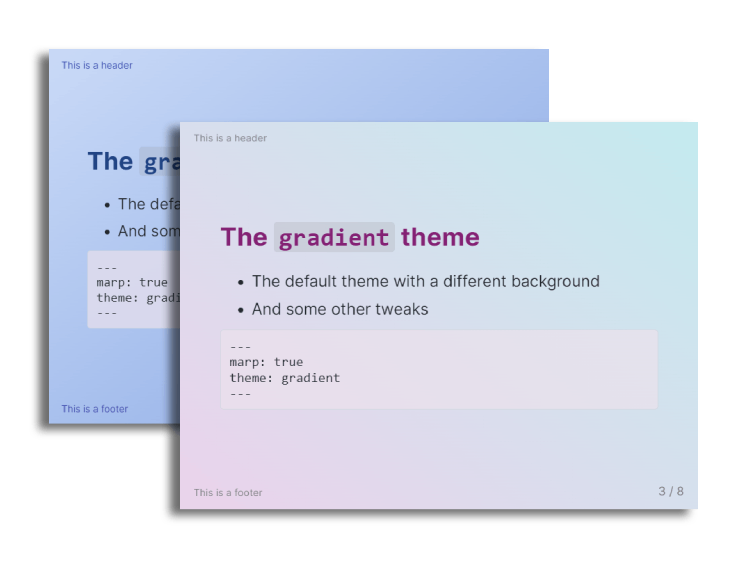 This is a header
The gra
The defa
And som
---
marp: true
theme: gradi
---
This is a footer
This is a header
The gradient theme
The default theme with a different background
And some other tweaks
---
marp: true
theme: gradient
---
This is a footer
3 / 8